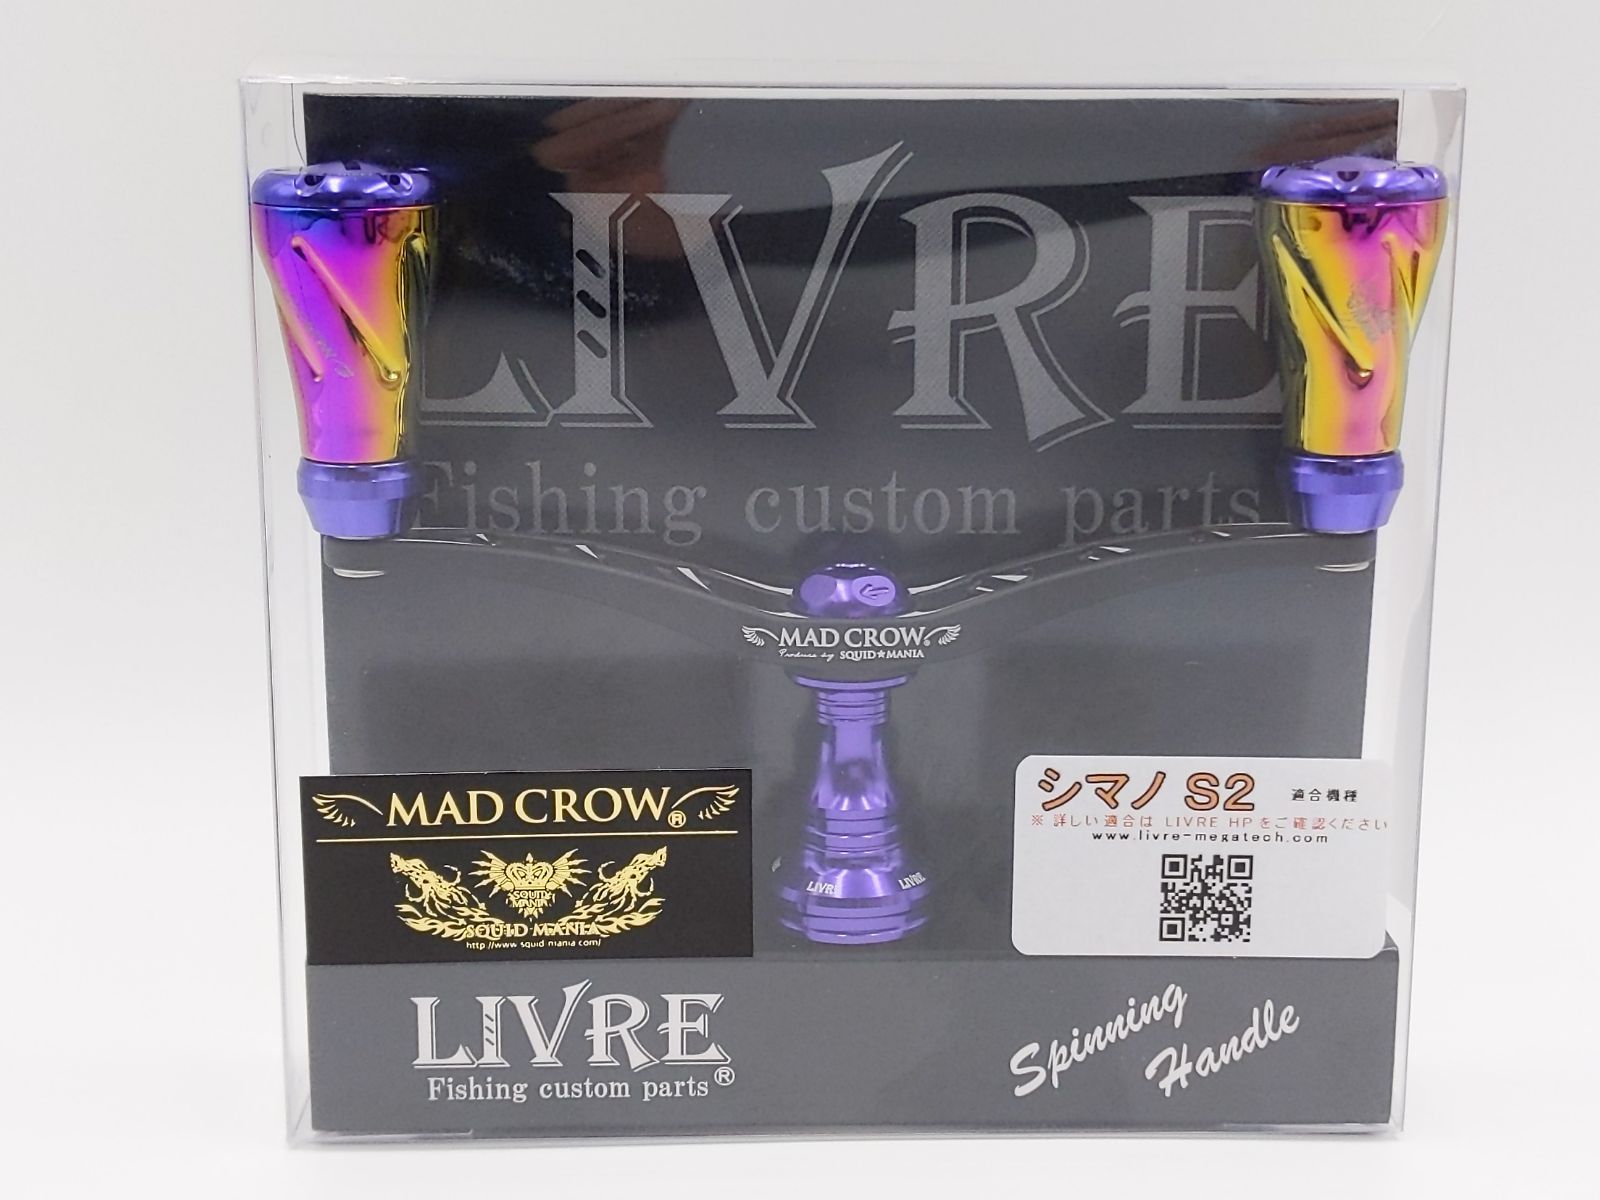 LIVRE
Fishing custom parts
MAD CROW®
Produce by SQUID★MANIA
LIVRE LIVRE
MAD CROW®
SQUID
MANIA
SQUID MANIA
http://www.squid-mania.com/
シマノ S2 適合機種
※ 詳しい適合は LIVRE HPをご確認ください
www.livre-megatech.com
LIVRE®
Fishing custom parts
Spinning
Handle